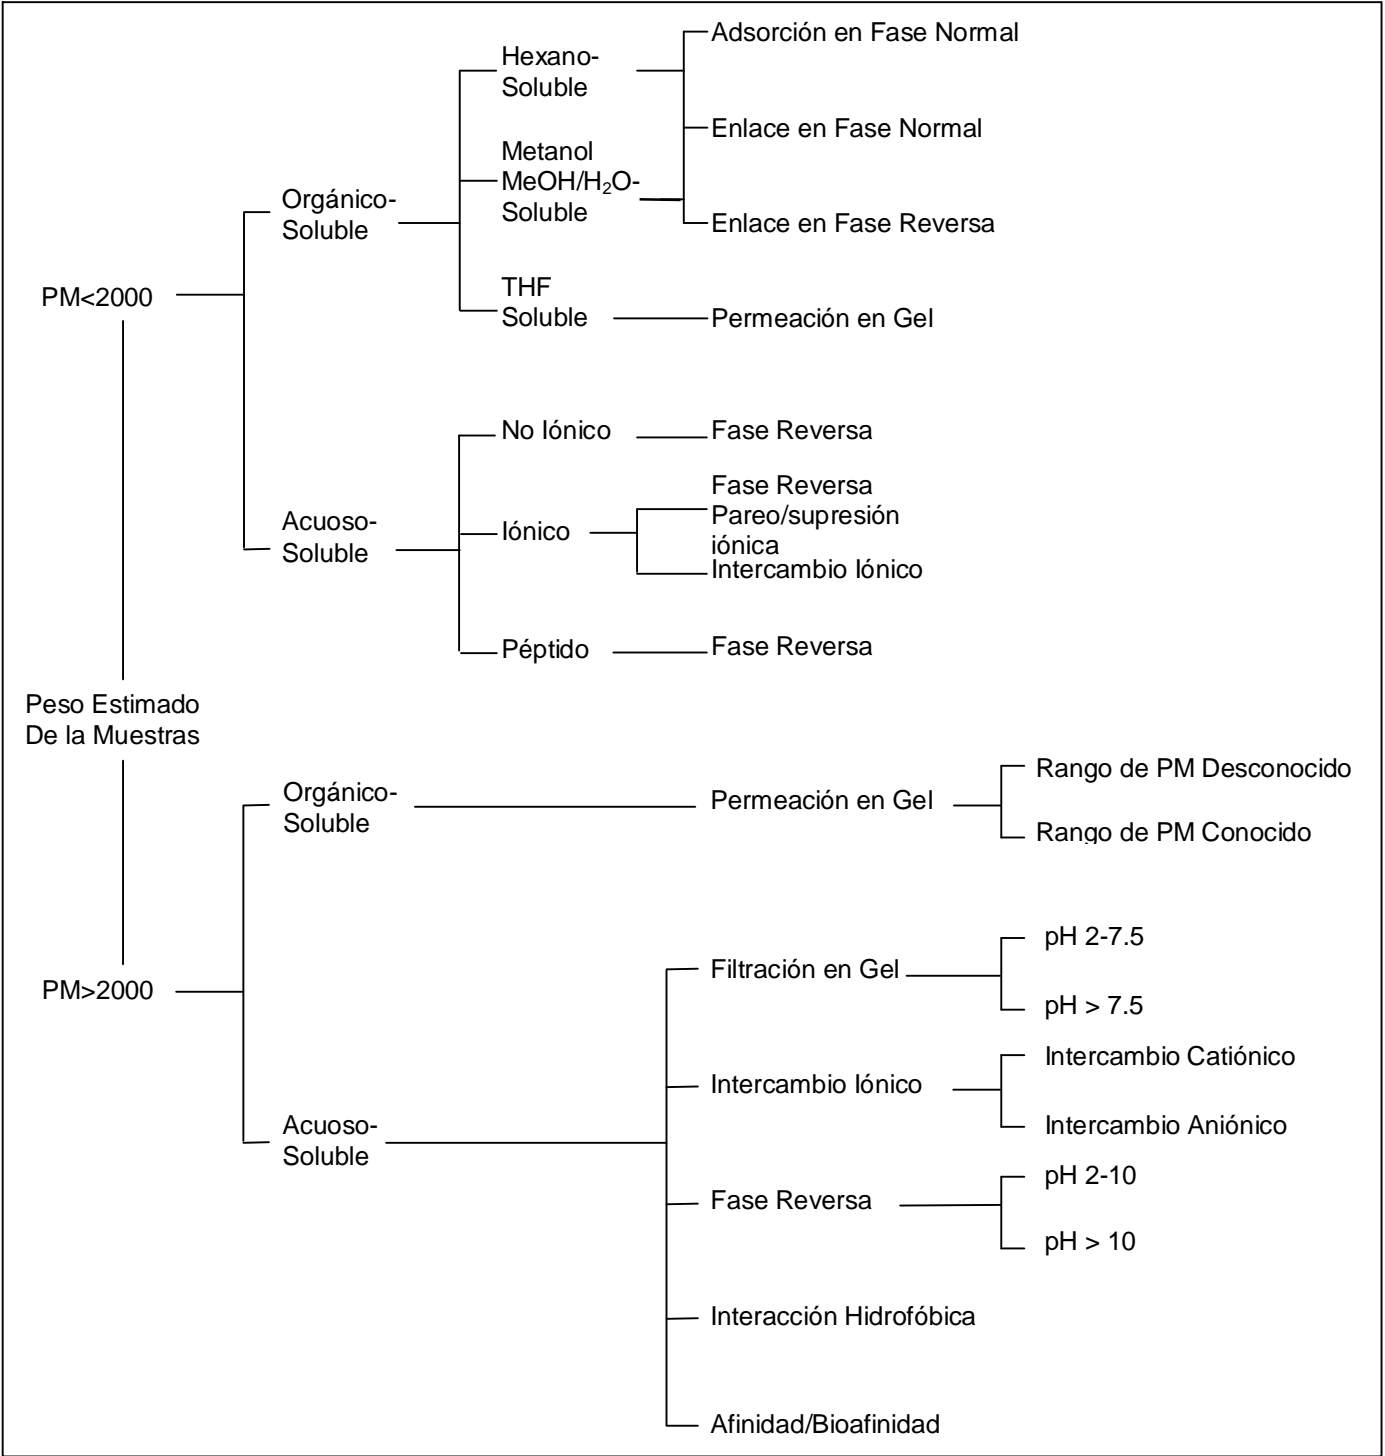 Adsorción en Fase Normal
Hexano-
Soluble
Enlace en Fase Normal
Metanol
MeOH/H₂O-
Soluble
Enlace en Fase Reversa
Orgánico-
Soluble
THF
Soluble
Permeación en Gel
PM<2000
No Iónico
Fase Reversa
Fase Reversa
Pareo/supresión
iónica
Iónico
Intercambio Iónico
Acuoso-
Soluble
Péptido
Fase Reversa
Peso Estimado
De la Muestras
Orgánico-
Soluble
Permeación en Gel
Rango de PM Desconocido
Rango de PM Conocido
PM>2000
Filtración en Gel
pH 2-7.5
pH > 7.5
Intercambio Iónico
Intercambio Catiónico
Intercambio Aniónico
Acuoso-
Soluble
Fase Reversa
pH 2-10
pH > 10
Interacción Hidrofóbica
Afinidad/Bioafinidad